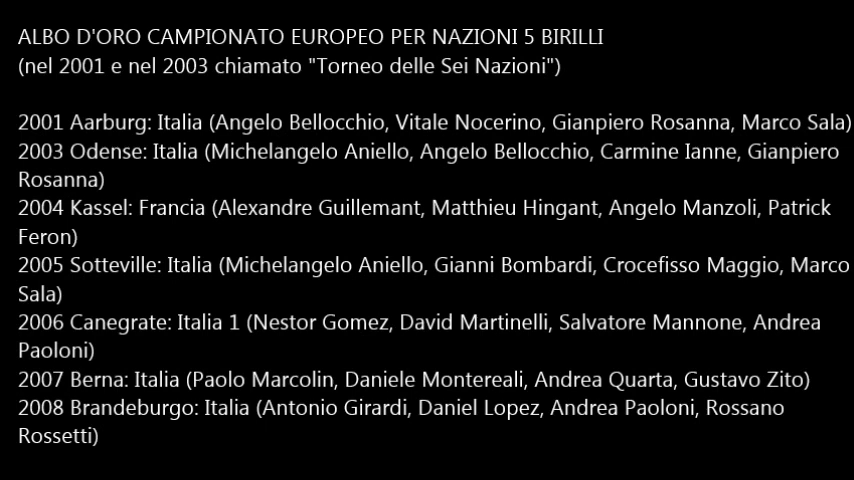 ALBO D'ORO CAMPIONATO EUROPEO PER NAZIONI 5 BIRILLI
(nel 2001 e nel 2003 chiamato "Torneo delle Sei Nazioni")
2001 Aarburg: Italia (Angelo Bellocchio, Vitale Nocerino, Gianpiero Rosanna, Marco Sala)
2003 Odense: Italia (Michelangelo Aniello, Angelo Bellocchio, Carmine Ianne, Gianpiero
Rosanna)
2004 Kassel: Francia (Alexandre Guillemant, Matthieu Hingant, Angelo Manzoli, Patrick
Feron)
2005 Sotteville: Italia (Michelangelo Aniello, Gianni Bombardi, Crocefisso Maggio, Marco
Sala)
2006 Canegrate: Italia 1 (Nestor Gomez, David Martinelli, Salvatore Mannone, Andrea
Paoloni)
2007 Berna: Italia (Paolo Marcolin, Daniele Montereali, Andrea Quarta, Gustavo Zito)
2008 Brandeburgo: Italia (Antonio Girardi, Daniel Lopez, Andrea Paoloni, Rossano
Rossetti)